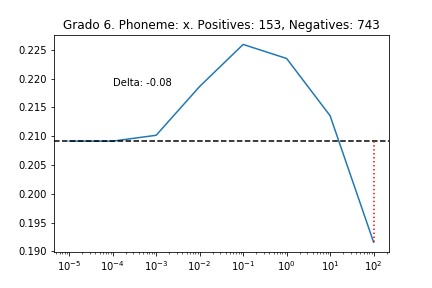 Grado 6. Phoneme: x. Positives: 153, Negatives: 743
0.225
Delta: -0.08
0.220
0.215
0.210
0.205
0.200
0.195
0.190
10⁻⁵ 10⁻⁴ 10⁻³ 10⁻² 10⁻¹ 10⁰ 10¹ 10²